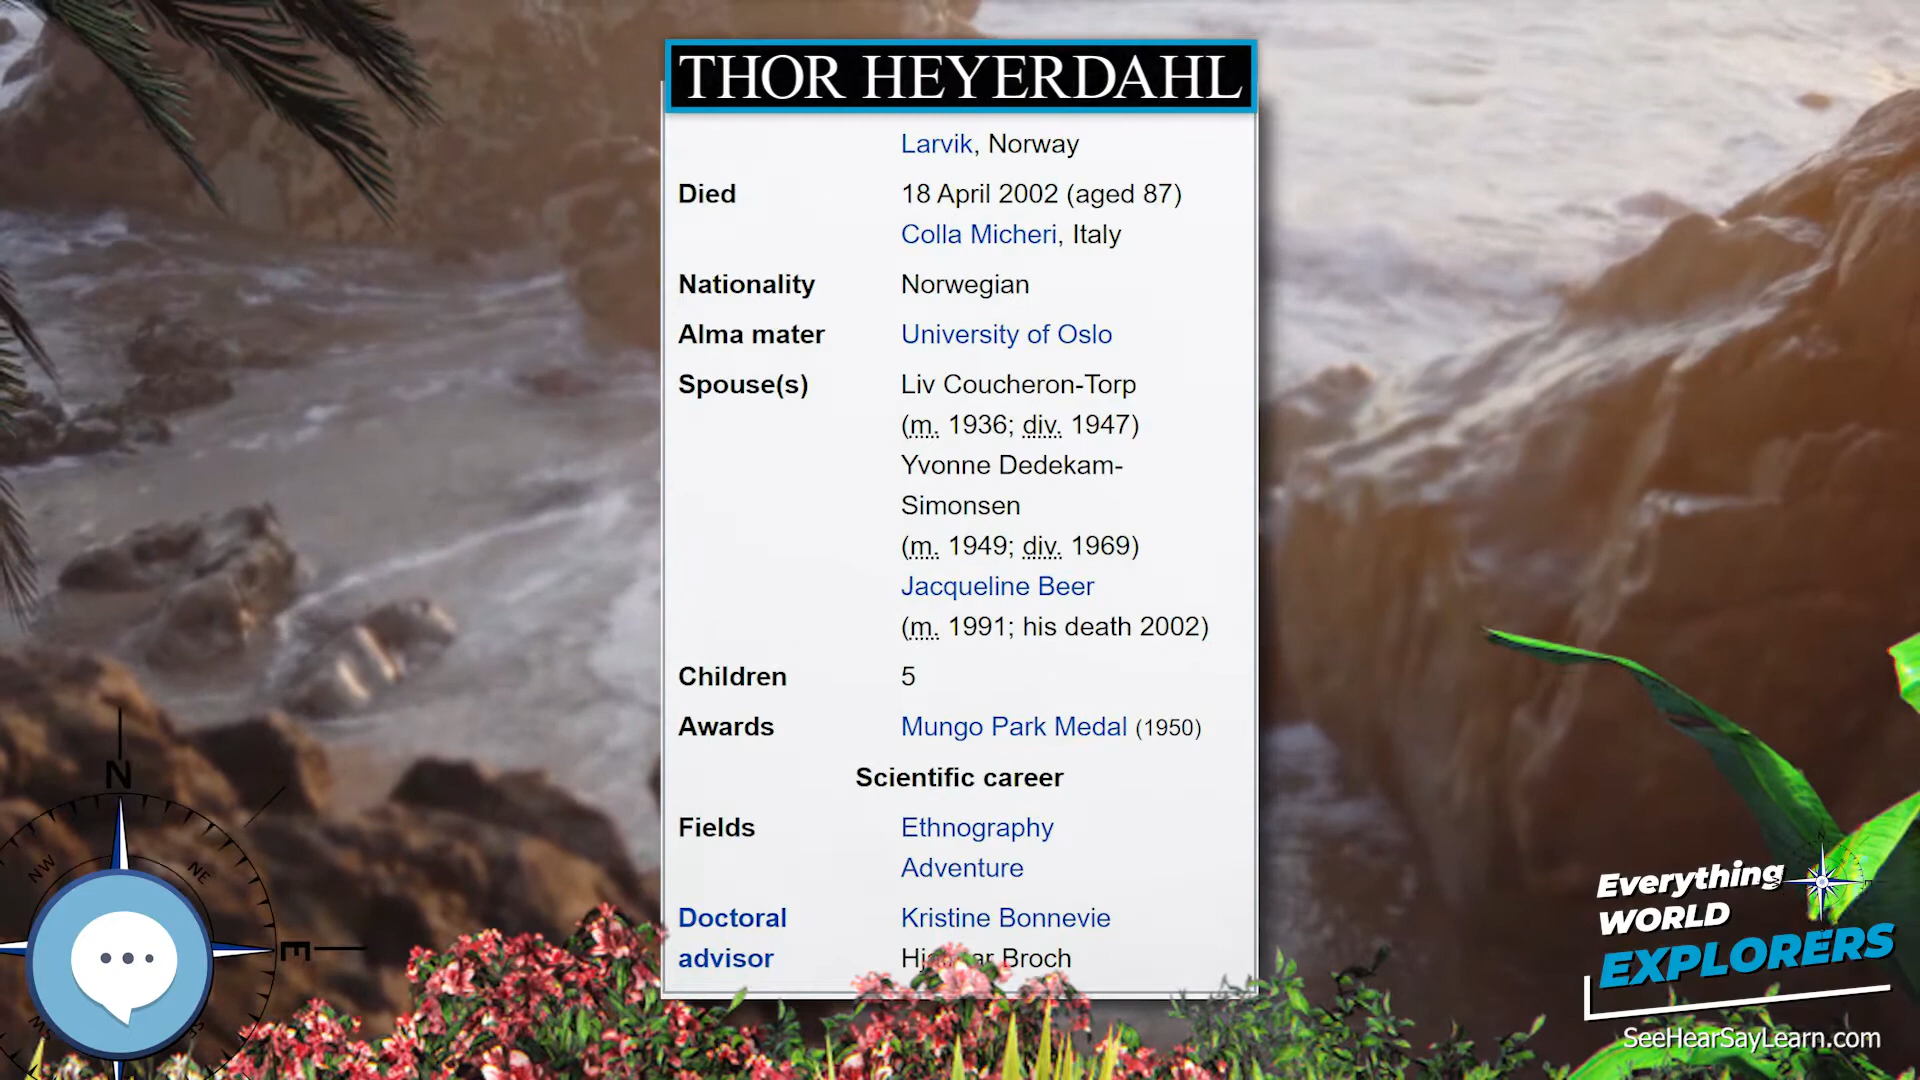 THOR HEYERDAHL
Larvik, Norway
Died 18 April 2002 (aged 87)
Colla Micheri, Italy
Nationality Norwegian
Alma mater University of Oslo
Spouse(s) Liv Coucheron-Torp
(m. 1936; div. 1947)
Yvonne Dedekam-
Simonsen
(m. 1949; div. 1969)
Jacqueline Beer
(m. 1991; his death 2002)
Children 5
Awards Mungo Park Medal (1950)
Scientific career
Fields Ethnography
Adventure
Doctoral Kristine Bonnevie
advisor Broch
N
NW
NE
E
SW
SE
Everything
WORLD
EXPLORERS
SeeHearSayLearn.com